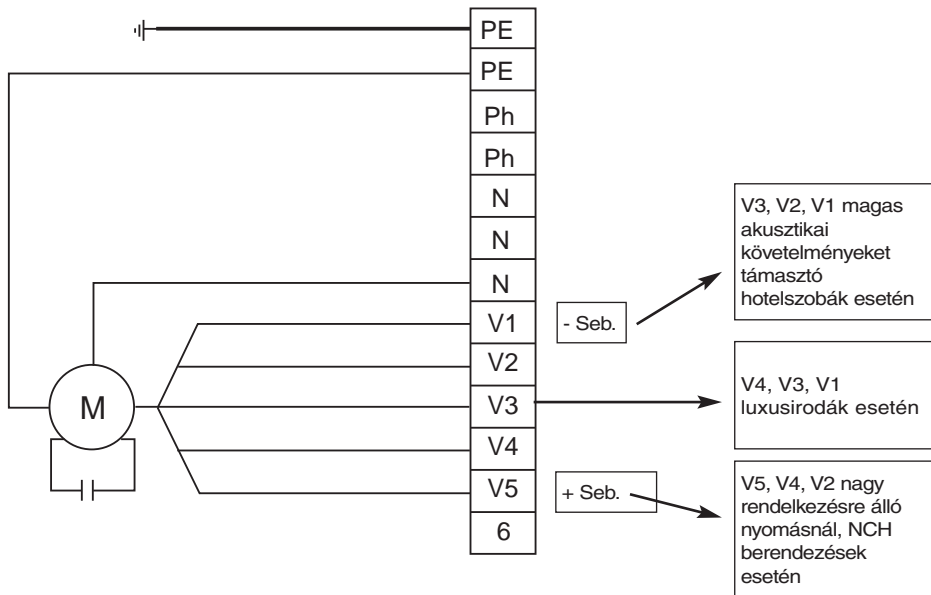 PE
PE
Ph
Ph
N
N
N
V1
V2
V3
V4
V5
6
M
- Seb.
+ Seb.
V3, V2, V1 magas
akusztikai
követelményeket
támasztó
hotelszobák esetén
V4, V3, V1
luxusirodák esetén
V5, V4, V2 nagy
rendelkezésre álló
nyomásnál, NCH
berendezések
esetén